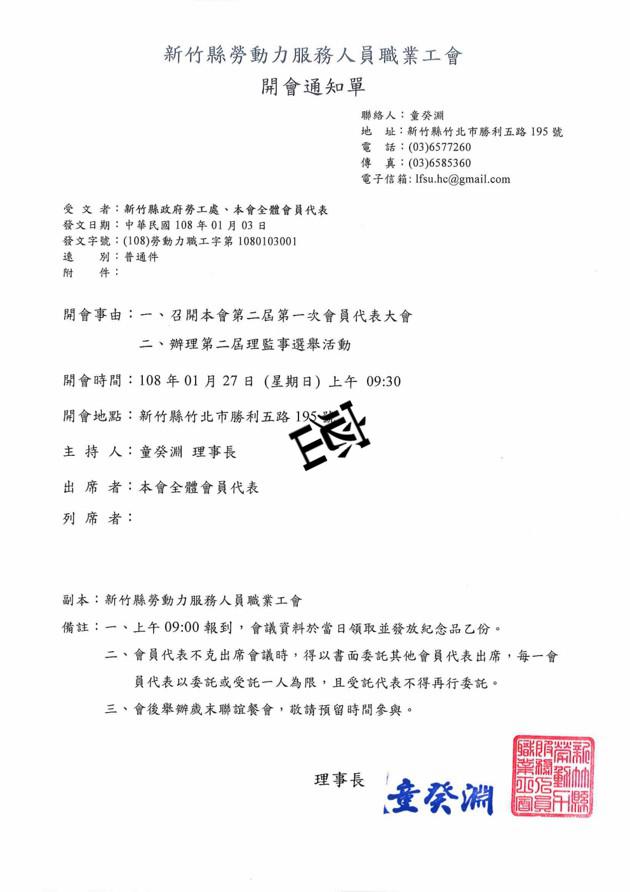 新竹縣勞動力服務人員職業工會
開會通知單
聯絡人：童癸淵
地　址：新竹縣竹北市勝利五路 195 號
電　話：(03)6577260
傳　真：(03)6585360
電子信箱: lfsu.hc@gmail.com
受 文 者：新竹縣政府勞工處、本會全體會員代表
發文日期：中華民國 108 年 01 月 03 日
發文字號：(108)勞動力職工字第 1080103001
速　　別：普通件
附　　件：
開會事由：一、召開本會第二屆第一次會員代表大會
二、辦理第二屆理監事選舉活動
開會時間：108 年 01 月 27 日 (星期日) 上午 09:30
開會地點：新竹縣竹北市勝利五路 195 號
密
主 持 人：童癸淵 理事長
出 席 者：本會全體會員代表
列 席 者：
副本：新竹縣勞動力服務人員職業工會
備註：一、上午 09:00 報到，會議資料於當日領取並發放紀念品乙份。
二、會員代表不克出席會議時，得以書面委託其他會員代表出席，每一會
員代表以委託或受託一人為限，且受託代表不得再行委託。
三、會後舉辦歲末聯誼餐會，敬請預留時間參與。
理事長 童癸淵
新竹縣
勞動力
服務人員
職業工會